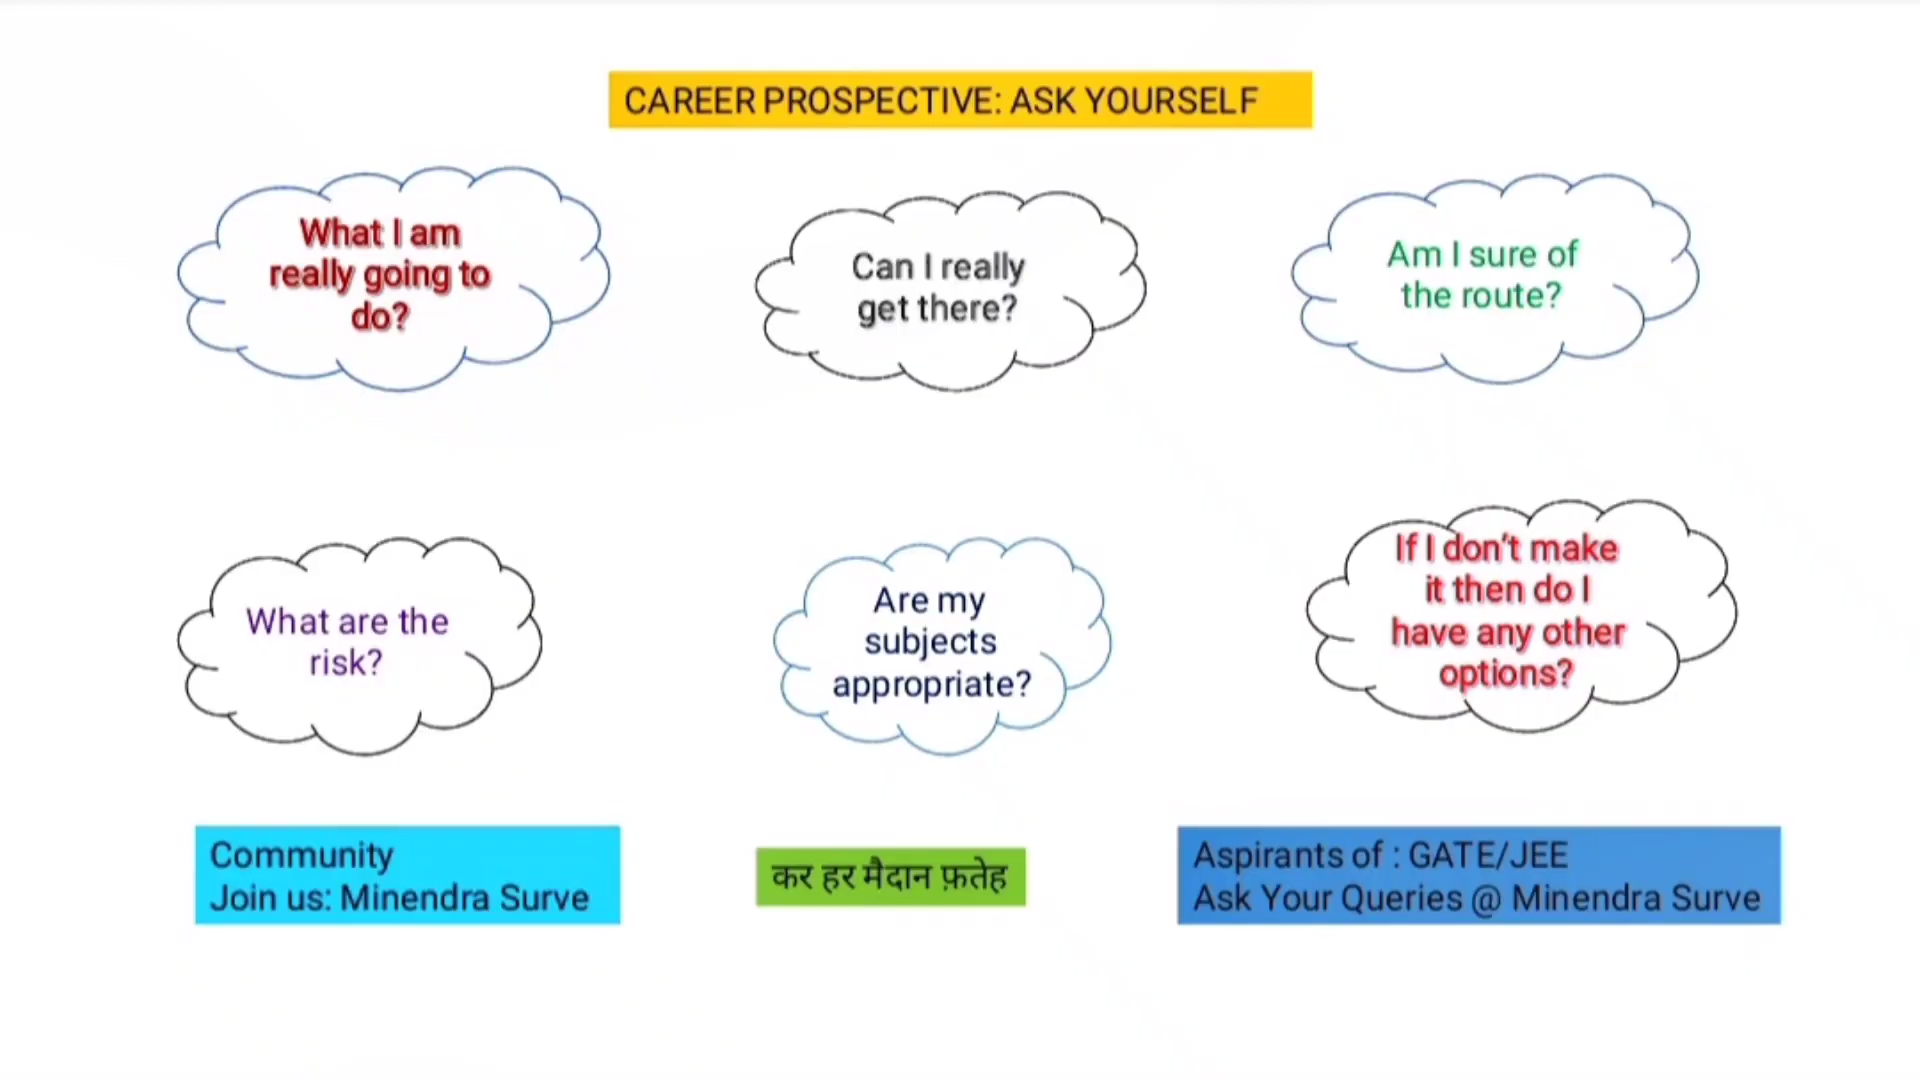 CAREER PROSPECTIVE: ASK YOURSELF
What I am
really going to
do?
Can I really
get there?
Am I sure of
the route?
What are the
risk?
Are my
subjects
appropriate?
If I don't make
it then do I
have any other
options?
Community
Join us: Minendra Surve
कर हर मैदान फ़तेह
Aspirants of : GATE/JEE
Ask Your Queries @ Minendra Surve